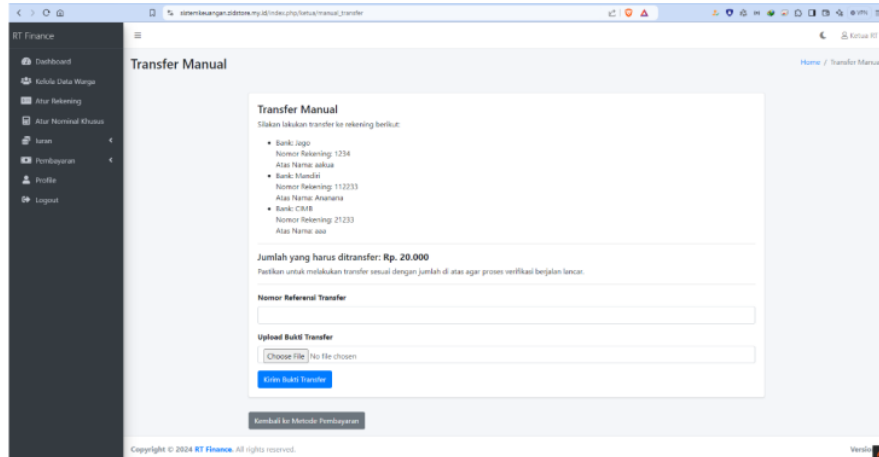 sistemkeuangan.zidstore.my.id/index.php/ketua/manual_transfer
RT Finance
Ketua RT
Dashboard
Kelola Data Warga
Atur Rekening
Atur Nominal Khusus
Iuran
Pembayaran
Profile
Logout
Transfer Manual
Home / Transfer Manua
Transfer Manual
Silakan lakukan transfer ke rekening berikut:
Bank: Jago
Nomor Rekening: 1234
Atas Nama: aakua
Bank: Mandiri
Nomor Rekening: 112233
Atas Nama: Ananana
Bank: CIMB
Nomor Rekening: 21233
Atas Nama: aaa
Jumlah yang harus ditransfer: Rp. 20.000
Pastikan untuk melakukan transfer sesuai dengan jumlah di atas agar proses verifikasi berjalan lancar.
Nomor Referensi Transfer
Upload Bukti Transfer
Choose File No file chosen
Kirim Bukti Transfer
Kembali ke Metode Pembayaran
Copyright © 2024 RT Finance. All rights reserved.
Versio